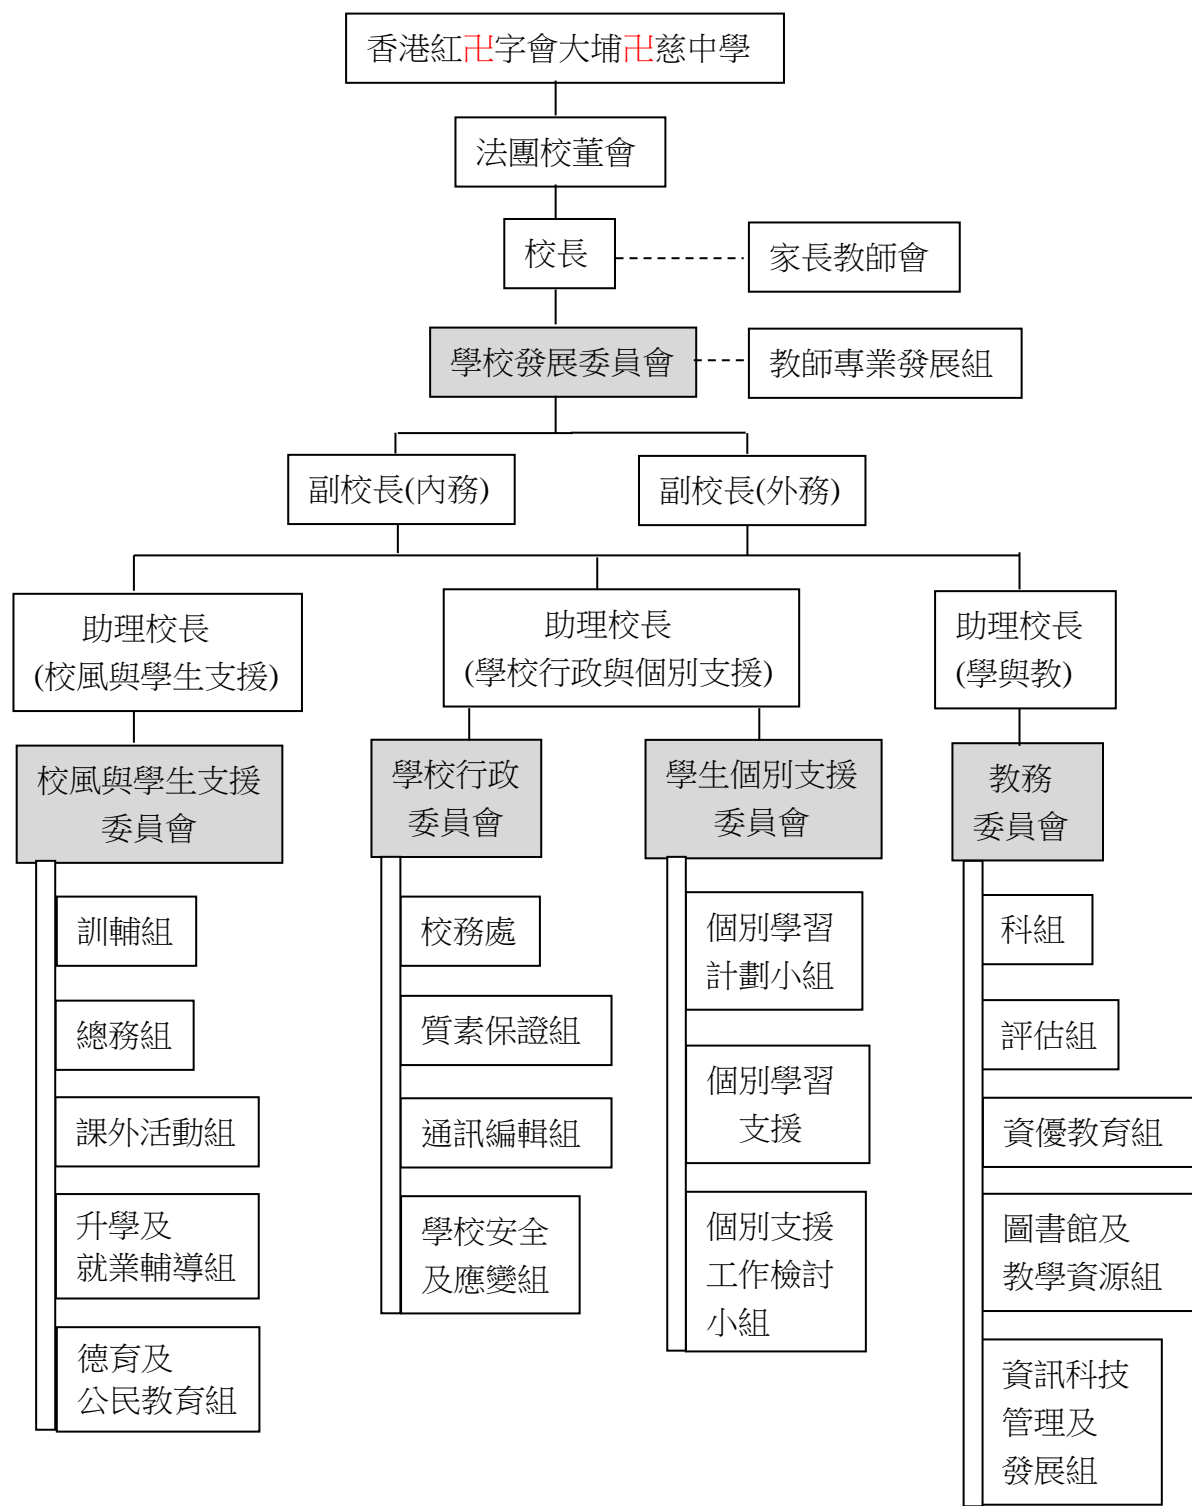 香港紅卍字會大埔卍慈中學
法團校董會
校長
家長教師會
學校發展委員會
教師專業發展組
副校長(內務)
副校長(外務)
助理校長
(校風與學生支援)
助理校長
(學校行政與個別支援)
助理校長
(學與教)
校風與學生支援
委員會
學校行政
委員會
學生個別支援
委員會
教務
委員會
訓輔組
總務組
課外活動組
升學及
就業輔導組
德育及
公民教育組
校務處
質素保證組
通訊編輯組
學校安全
及應變組
個別學習
計劃小組
個別學習
支援
個別支援
工作檢討
小組
科組
評估組
資優教育組
圖書館及
教學資源組
資訊科技
管理及
發展組